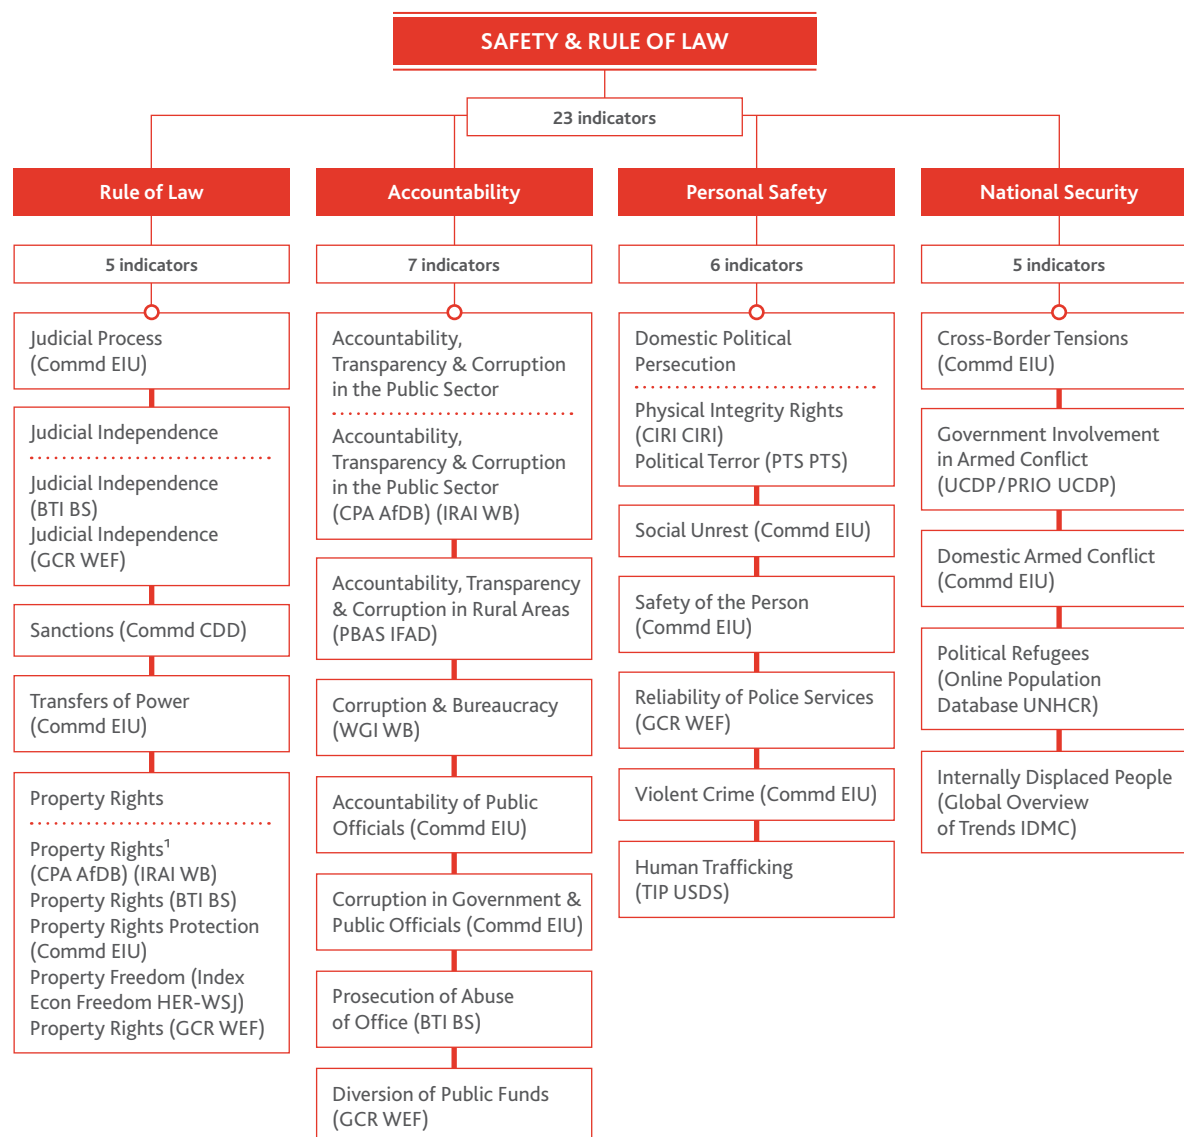 SAFETY & RULE OF LAW
23 indicators
Rule of Law
5 indicators
Judicial Process
(Commd EIU)
Judicial Independence
Judicial Independence
(BTI BS)
Judicial Independence
(GCR WEF)
Sanctions (Commd CDD)
Transfers of Power
(Commd EIU)
Property Rights
Property Rights¹
(CPA AfDB) (IRAI WB)
Property Rights (BTI BS)
Property Rights Protection
(Commd EIU)
Property Freedom (Index
Econ Freedom HER-WSJ)
Property Rights (GCR WEF)
Accountability
7 indicators
Accountability,
Transparency & Corruption
in the Public Sector
Accountability,
Transparency & Corruption
in the Public Sector
(CPA AfDB) (IRAI WB)
Accountability, Transparency
& Corruption in Rural Areas
(PBAS IFAD)
Corruption & Bureaucracy
(WGI WB)
Accountability of Public
Officials (Commd EIU)
Corruption in Government &
Public Officials (Commd EIU)
Prosecution of Abuse
of Office (BTI BS)
Diversion of Public Funds
(GCR WEF)
Personal Safety
6 indicators
Domestic Political
Persecution
Physical Integrity Rights
(CIRI CIRI)
Political Terror (PTS PTS)
Social Unrest (Commd EIU)
Safety of the Person
(Commd EIU)
Reliability of Police Services
(GCR WEF)
Violent Crime (Commd EIU)
Human Trafficking
(TIP USDS)
National Security
5 indicators
Cross-Border Tensions
(Commd EIU)
Government Involvement
in Armed Conflict
(UCDP/PRIO UCDP)
Domestic Armed Conflict
(Commd EIU)
Political Refugees
(Online Population
Database UNHCR)
Internally Displaced People
(Global Overview
of Trends IDMC)